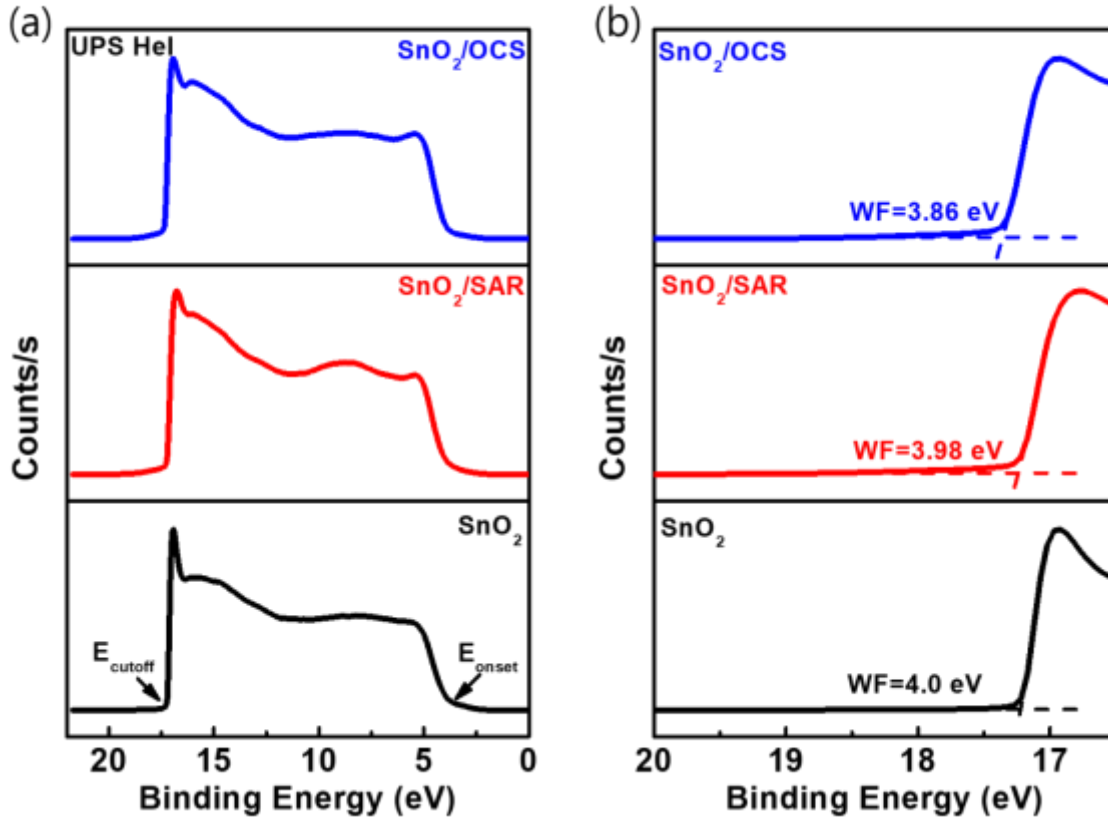 (a)
UPS HeI
SnO₂/OCS
SnO₂/SAR
SnO₂
E_cutoff
E_onset
Counts/s
20 15 10 5 0
Binding Energy (eV)
(b)
SnO₂/OCS
WF=3.86 eV
SnO₂/SAR
WF=3.98 eV
SnO₂
WF=4.0 eV
Counts/s
20 19 18 17
Binding Energy (eV)